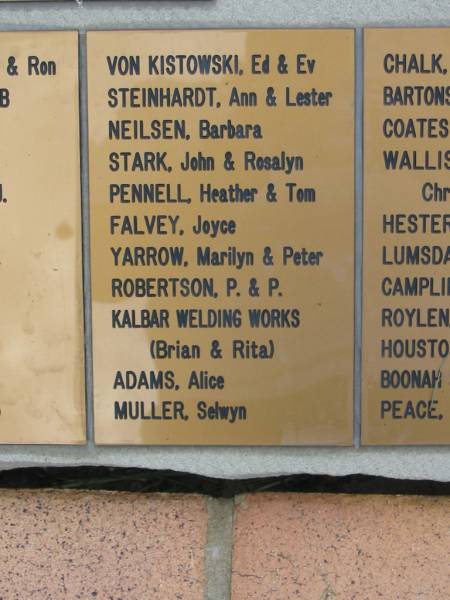 & Ron
B
J.
VON KISTOWSKI, Ed & Ev
STEINHARDT, Ann & Lester
NEILSEN, Barbara
STARK, John & Rosalyn
PENNELL, Heather & Tom
FALVEY, Joyce
YARROW, Marilyn & Peter
ROBERTSON, P. & P.
KALBAR WELDING WORKS
(Brian & Rita)
ADAMS, Alice
MULLER, Selwyn
CHALK,
BARTONS
COATES
WALLIS
Chr
HESTER
LUMSDA
CAMPLI
ROYLEN
HOUSTO
BOONAH
PEACE,